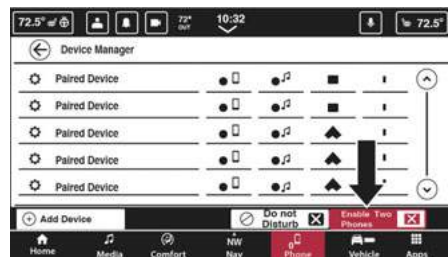 72.5° 72° OUT 10:32 72.5°
Device Manager
Paired Device
Paired Device
Paired Device
Paired Device
Paired Device
Add Device Do not Disturb Enable Two Phones
Home Media Comfort NW Nav Phone Vehicle Apps